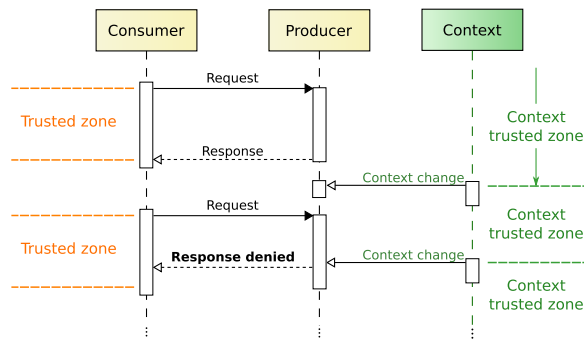 Consumer
Producer
Context
Request
Trusted zone
Context
trusted zone
Response
Context change
Request
Context
trusted zone
Trusted zone
Response denied
Context change
Context
trusted zone